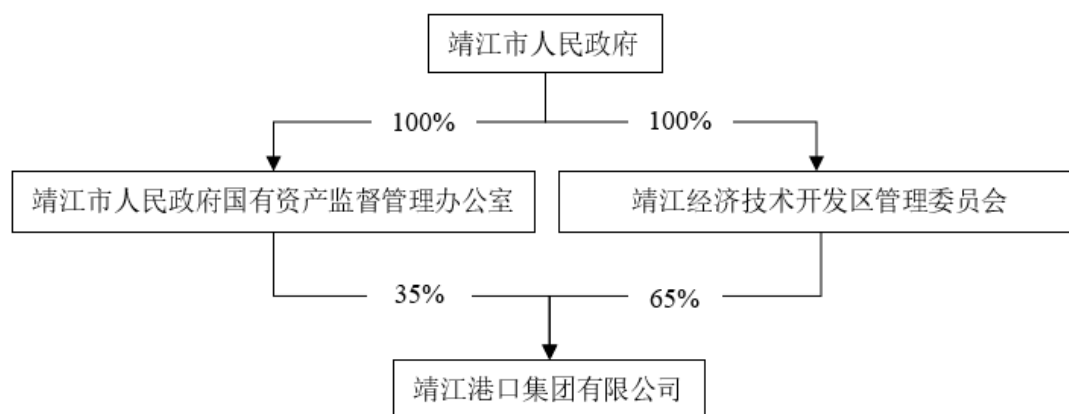 靖江市人民政府
100%
100%
靖江市人民政府国有资产监督管理办公室
靖江经济技术开发区管理委员会
35%
65%
靖江港口集团有限公司